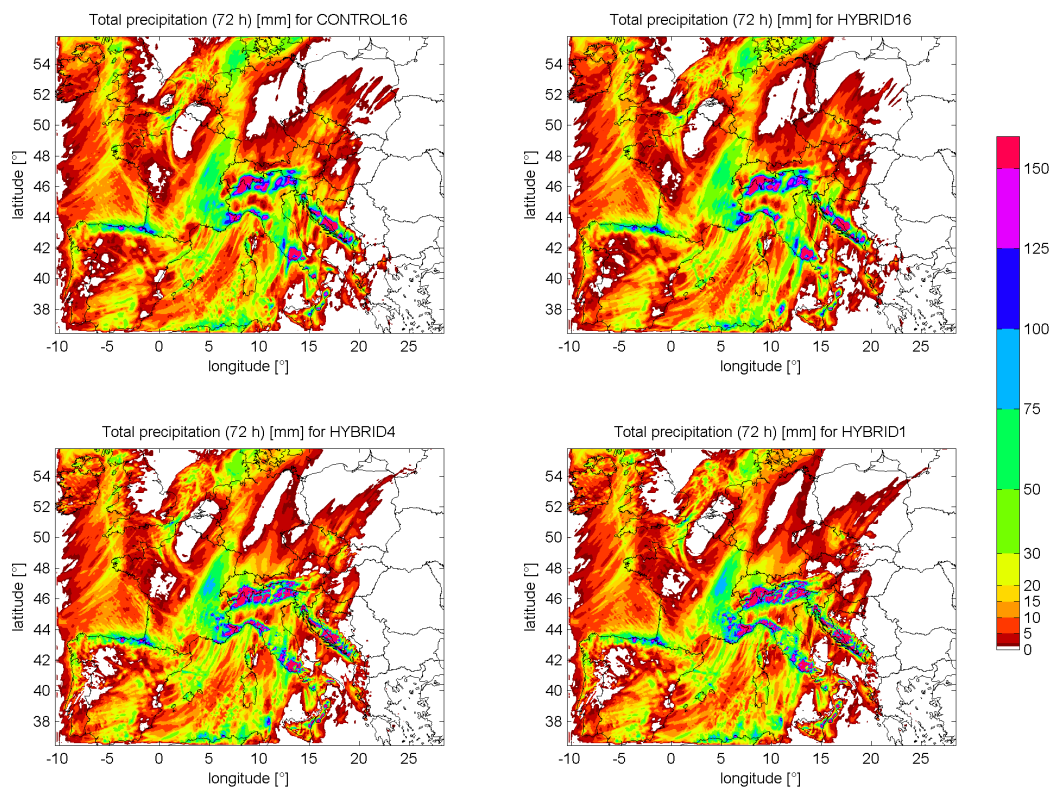 Total precipitation (72 h) [mm] for CONTROL16
Total precipitation (72 h) [mm] for HYBRID16
54
52
50
48
46
44
42
40
38
latitude [°]
-10 -5 0 5 10 15 20 25
longitude [°]
54
52
50
48
46
44
42
40
38
latitude [°]
-10 -5 0 5 10 15 20 25
longitude [°]
Total precipitation (72 h) [mm] for HYBRID4
Total precipitation (72 h) [mm] for HYBRID1
54
52
50
48
46
44
42
40
38
latitude [°]
-10 -5 0 5 10 15 20 25
longitude [°]
54
52
50
48
46
44
42
40
38
latitude [°]
-10 -5 0 5 10 15 20 25
longitude [°]
150
125
100
75
50
30
20
15
10
5
0